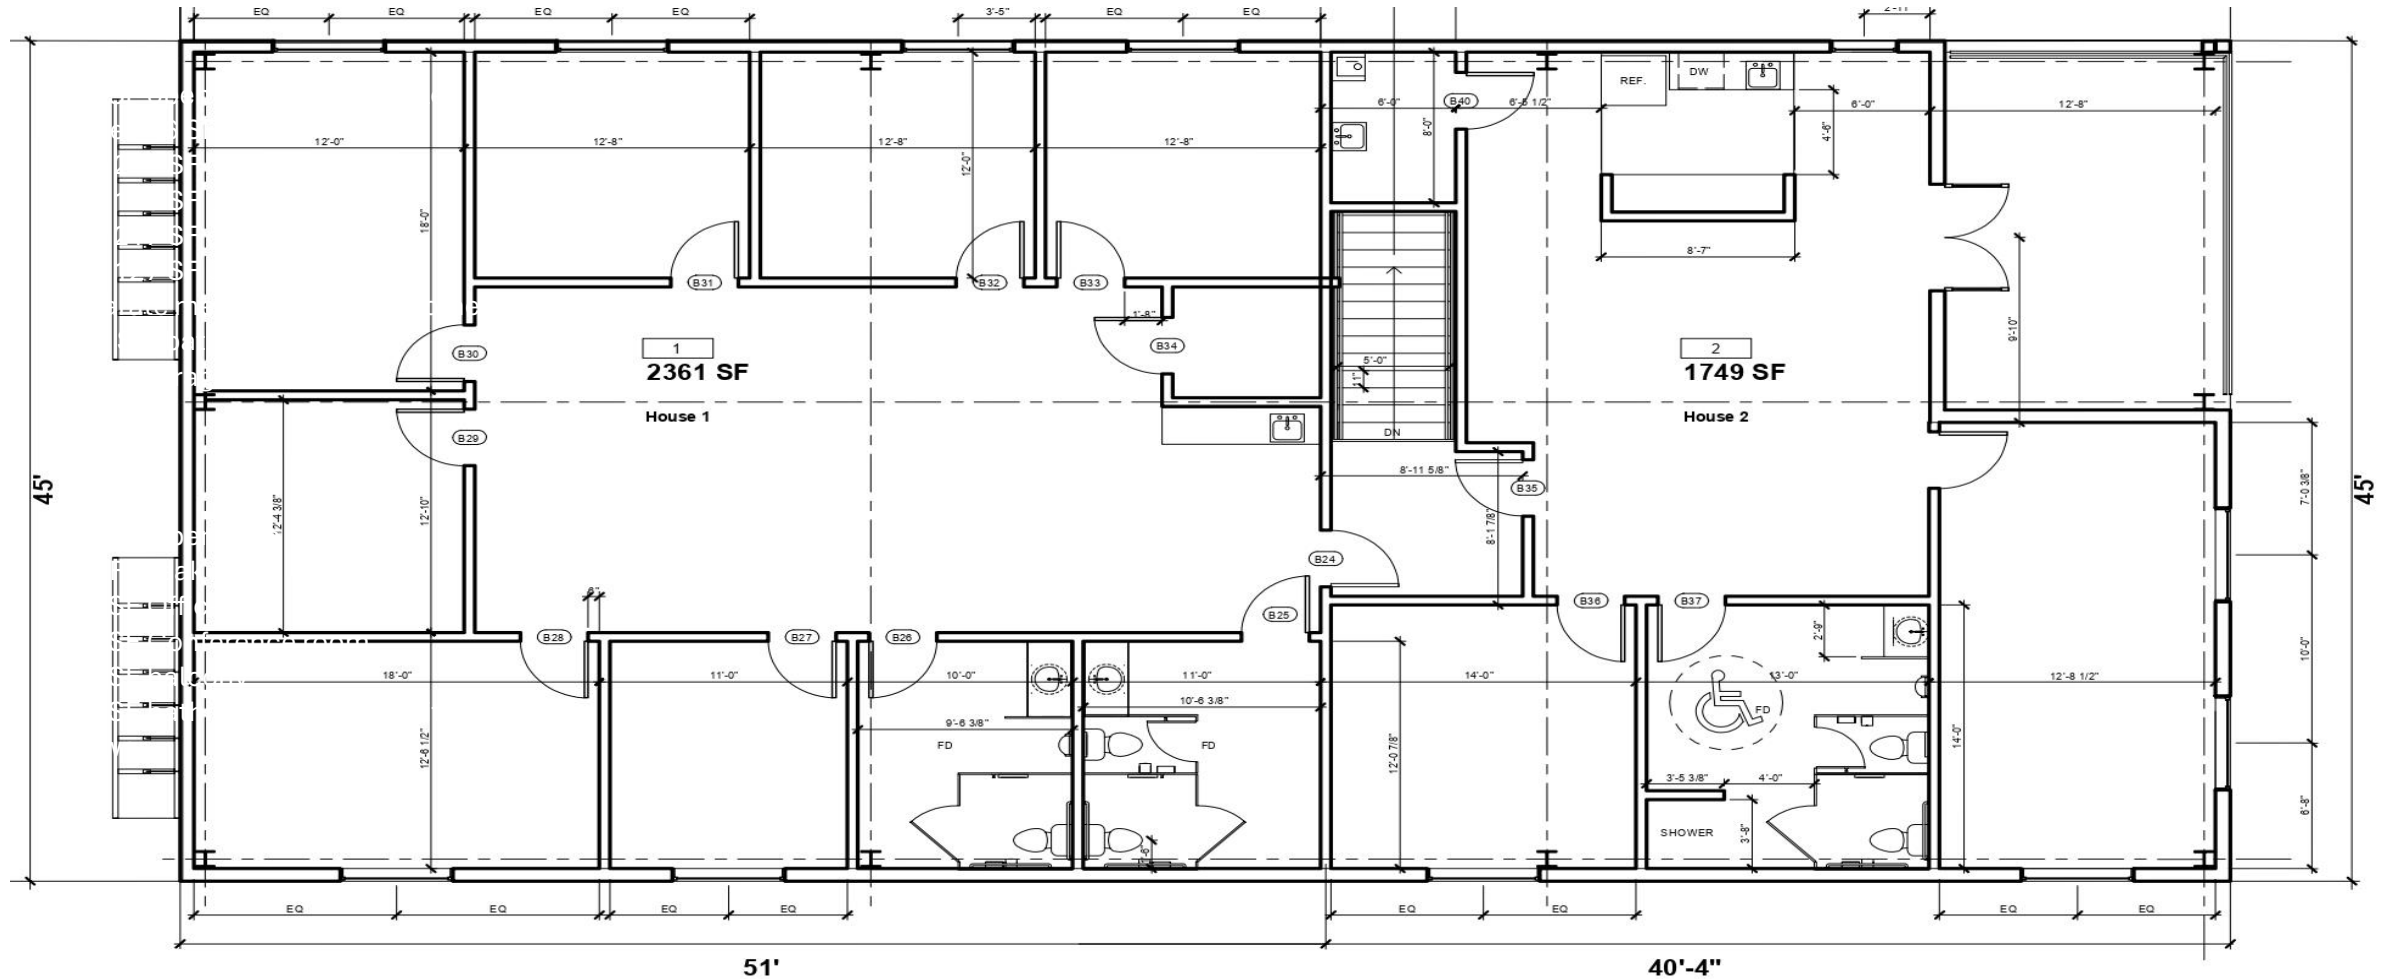 EQ EQ EQ EQ 3'-5" EQ EQ 2'-11"
REF. DW
6'-0" B40 6'-5 1/2" 6'-0" 12'-8"
8'-0" 4'-6"
12'-0" 12'-8" 12'-8" 12'-8"
12'-0"
18'-0"
8'-7"
B31 B32 B33
1'-8"
9'-10"
B30 1 B34 2
2361 SF 5'-0" 1749 SF
11"
House 1 House 2
B29 DN
8'-11 5/8"
45' 12'-4 3/8" 12'-10" B35 7'-0 3/8" 45'
8'-1 7/8"
B24
6"
B25 B36 B37
B28 B27 B26 2'-9"
10'-0"
18'-0" 11'-0" 10'-0" 11'-0" 14'-0" 13'-0" 12'-8 1/2"
10'-6 3/8"
9'-6 3/8" FD
FD FD
12'-6 1/2" 12'-0 7/8" 14'-0"
3'-5 3/8" 4'-0"
6'-8"
SHOWER 3'-8"
EQ EQ EQ EQ EQ EQ EQ EQ
51' 40'-4"